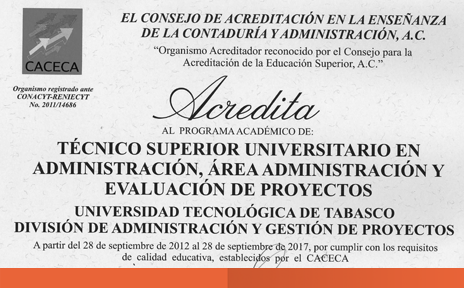 EL CONSEJO DE ACREDITACIÓN EN LA ENSEÑANZA
DE LA CONTADURÍA Y ADMINISTRACIÓN, A.C.
"Organismo Acreditador reconocido por el Consejo para la
Acreditación de la Educación Superior, A.C."
CACECA
Organismo registrado ante
CONACYT-RENIECYT
No. 2011/14686
Acredita
AL PROGRAMA ACADÉMICO DE:
TÉCNICO SUPERIOR UNIVERSITARIO EN
ADMINISTRACIÓN, ÁREA ADMINISTRACIÓN Y
EVALUACIÓN DE PROYECTOS
UNIVERSIDAD TECNOLÓGICA DE TABASCO
DIVISIÓN DE ADMINISTRACIÓN Y GESTIÓN DE PROYECTOS
A partir del 28 de septiembre de 2012 al 28 de septiembre de 2017, por cumplir con los requisitos
de calidad educativa, establecidos por el CACECA